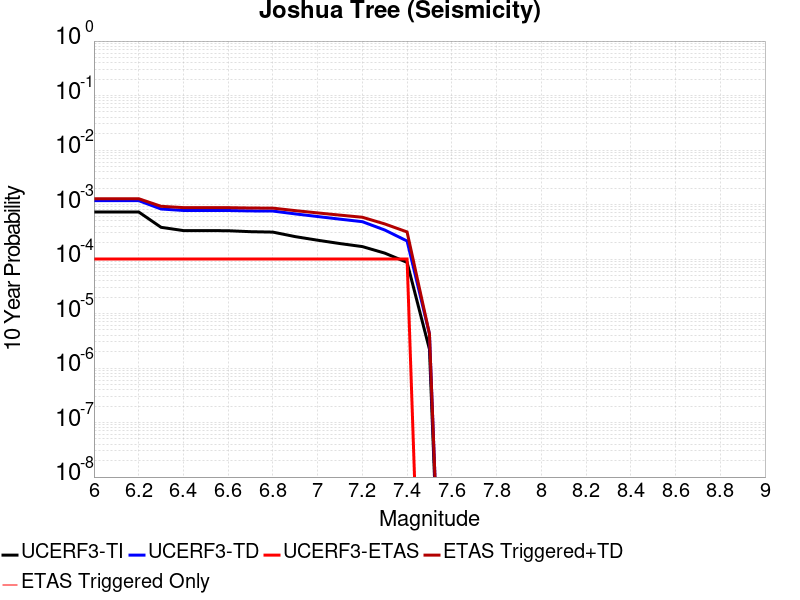 Joshua Tree (Seismicity)
10 0
10 -1
10 -2
10 -3
10 -4
10 -5
10 -6
10 -7
10 -8
10 Year Probability
6 6.2 6.4 6.6 6.8 7 7.2 7.4 7.6 7.8 8 8.2 8.4 8.6 8.8 9
Magnitude
UCERF3-TI UCERF3-TD UCERF3-ETAS ETAS Triggered+TD
ETAS Triggered Only